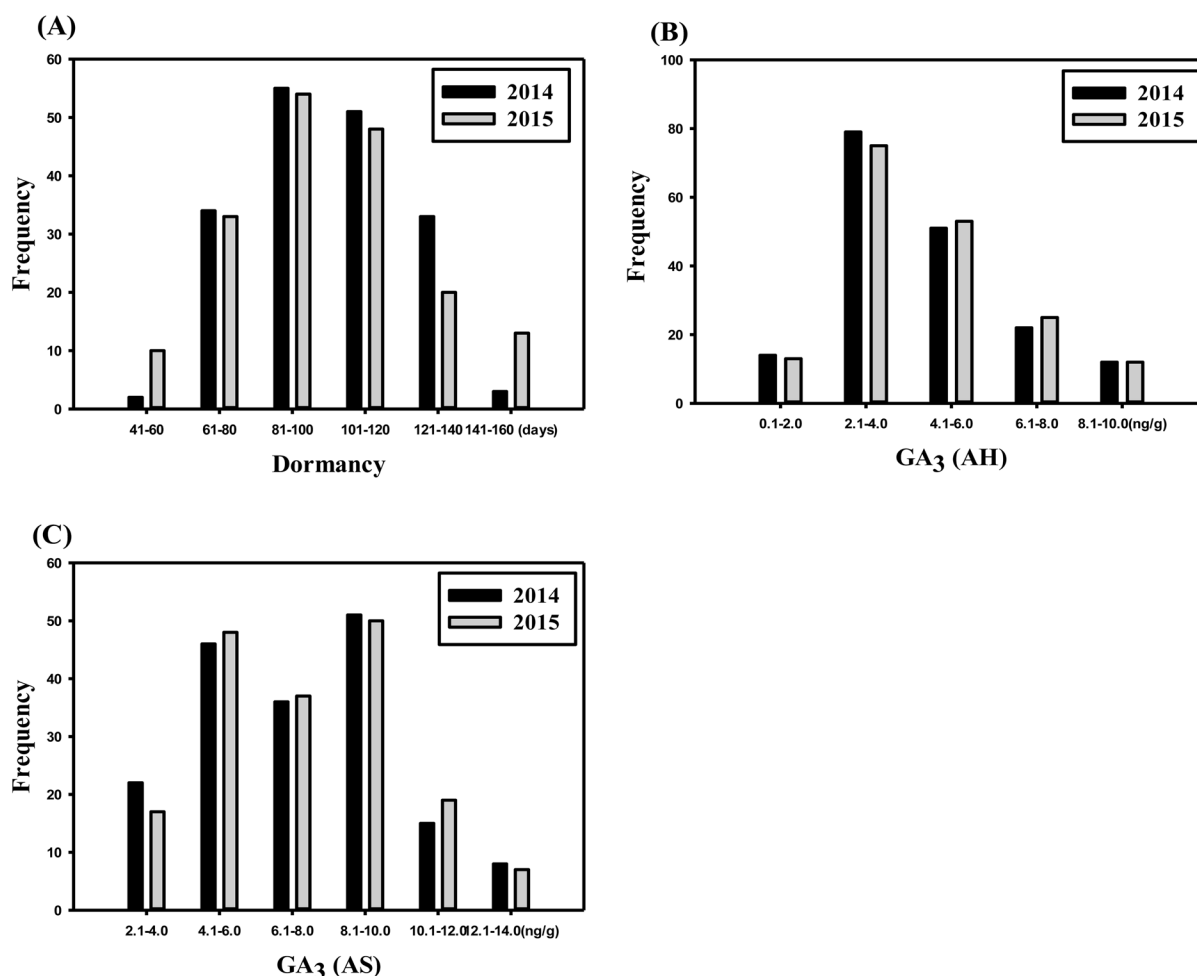 (A)
60
50
40
30
20
10
0
Frequency
2014
2015
41-60 61-80 81-100 101-120 121-140 141-160 (days)
Dormancy
(B)
100
80
60
40
20
0
Frequency
2014
2015
0.1-2.0 2.1-4.0 4.1-6.0 6.1-8.0 8.1-10.0(ng/g)
GA3 (AH)
(C)
60
50
40
30
20
10
0
Frequency
2014
2015
2.1-4.0 4.1-6.0 6.1-8.0 8.1-10.0 10.1-12.0 12.1-14.0(ng/g)
GA3 (AS)